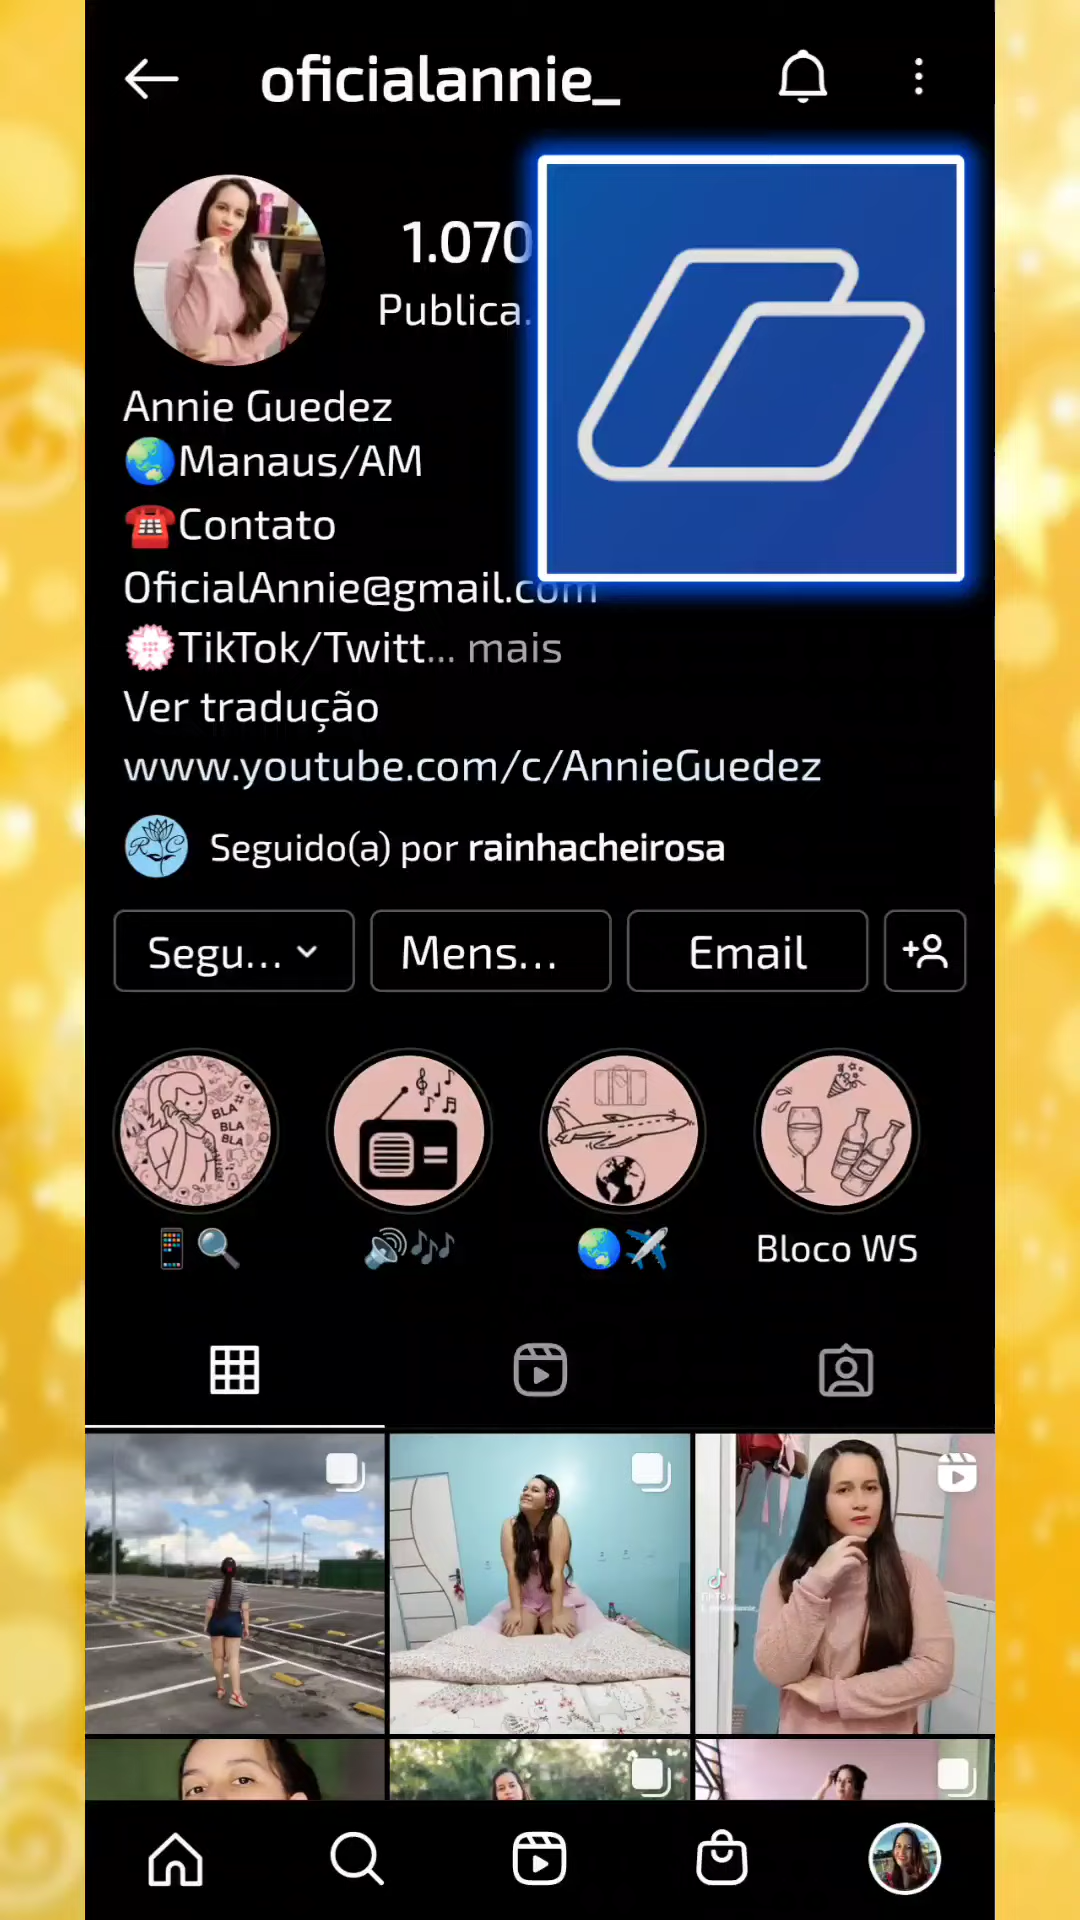 oficialannie_
1.070
Publica.
Annie Guedez
Manaus/AM
Contato
OficialAnnie@gmail.com
TikTok/Twitt... mais
Ver tradução
www.youtube.com/c/AnnieGuedez
R C
Seguido(a) por rainhacheirosa
Segu...
Mens...
Email
BLA
BLA
BLA
Bloco WS
TikTok